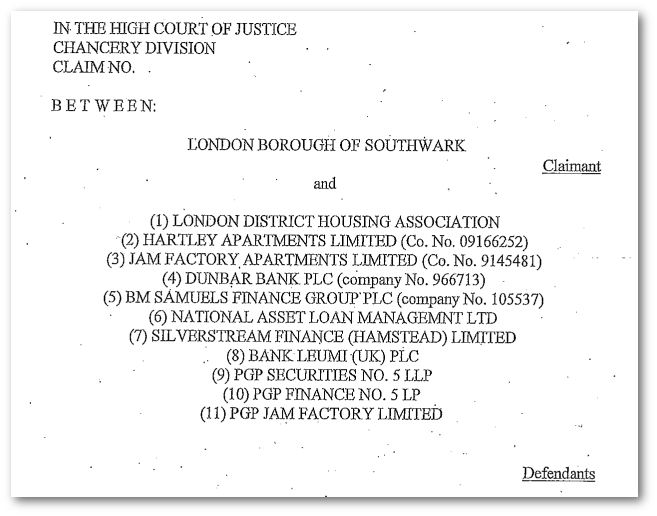 IN THE HIGH COURT OF JUSTICE
CHANCERY DIVISION
CLAIM NO.
B E T W E E N:
LONDON BOROUGH OF SOUTHWARK
Claimant
and
(1) LONDON DISTRICT HOUSING ASSOCIATION
(2) HARTLEY APARTMENTS LIMITED (Co. No. 09166252)
(3) JAM FACTORY APARTMENTS LIMITED (Co. No. 9145481)
(4) DUNBAR BANK PLC (company No. 966713)
(5) BM SAMUELS FINANCE GROUP PLC (company No. 105537)
(6) NATIONAL ASSET LOAN MANAGEMNT LTD
(7) SILVERSTREAM FINANCE (HAMSTEAD) LIMITED
(8) BANK LEUMI (UK) PLC
(9) PGP SECURITIES NO. 5 LLP
(10) PGP FINANCE NO. 5 LP
(11) PGP JAM FACTORY LIMITED
Defendants